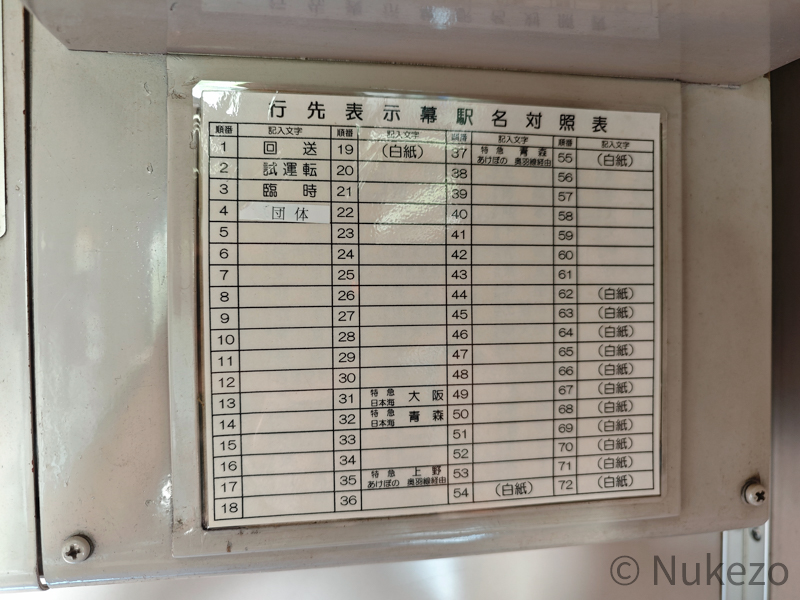 行先表示幕駅名対照表
順番 記入文字 順番 記入文字 順番 記入文字 順番 記入文字
1 回送 19 (白紙) 37 特急 青森 55 (白紙)
あけぼの 奥羽線経由
2 試運転 20 38 56
3 臨時 21 39 57
4 団体 22 40 58
5 23 41 59
6 24 42 60
7 25 43 61
8 26 44 62 (白紙)
9 27 45 63 (白紙)
10 28 46 64 (白紙)
11 29 47 65 (白紙)
12 30 48 66 (白紙)
13 31 特急 日本海 大阪 49 67 (白紙)
14 32 特急 日本海 青森 50 68 (白紙)
15 33 51 69 (白紙)
16 34 52 70 (白紙)
17 35 特急 上野 53 71 (白紙)
あけぼの 奥羽線経由
18 36 54 (白紙) 72 (白紙)
© Nukezo